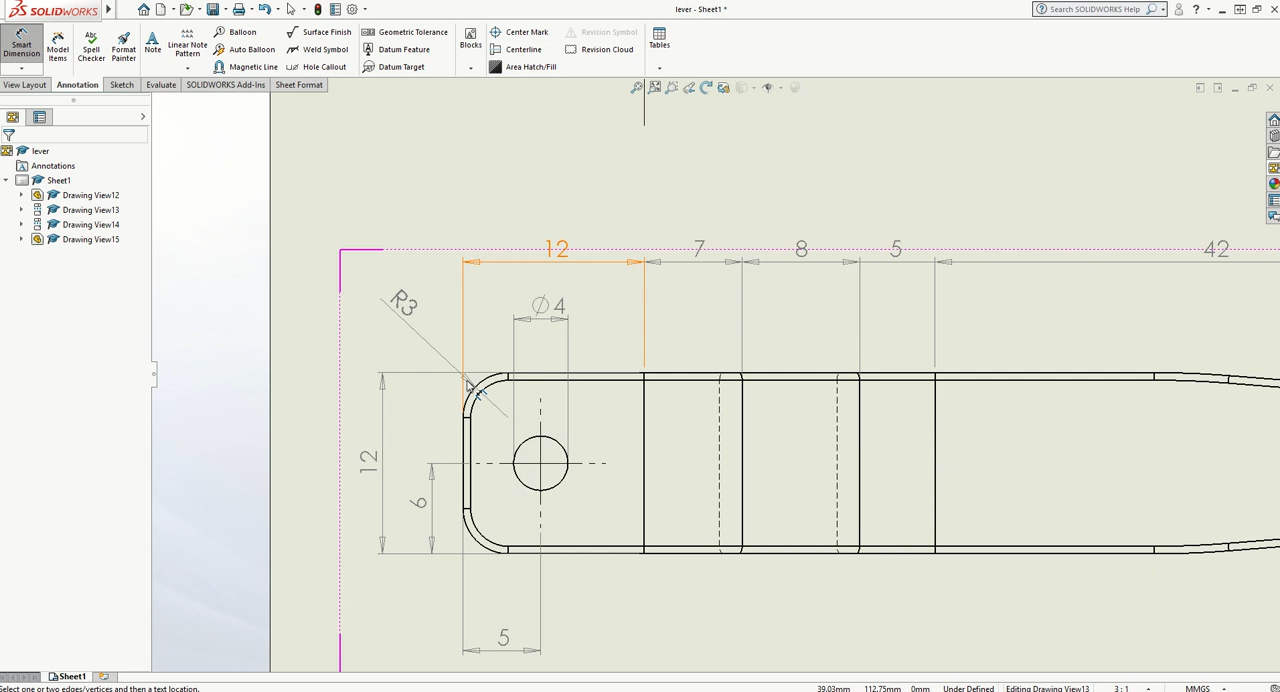 SOLIDWORKS
lever - Sheet1 *
Search SOLIDWORKS Help
?
Smart Dimension
Model Items
Spell Checker
Format Painter
Note
Linear Note Pattern
Balloon
Auto Balloon
Magnetic Line
Surface Finish
Weld Symbol
Hole Callout
Geometric Tolerance
Datum Feature
Datum Target
Blocks
Center Mark
Centerline
Area Hatch/Fill
Revision Symbol
Revision Cloud
Tables
View Layout
Annotation
Sketch
Evaluate
SOLIDWORKS Add-Ins
Sheet Format
lever
Annotations
Sheet1
Drawing View12
Drawing View13
Drawing View14
Drawing View15
12
7
8
5
42
R3
∅4
12
6
5
Sheet1
Select one or two edges/vertices and then a text location.
39.03mm
112.75mm
0mm
Under Defined
Editing Drawing View13
3 : 1
MMGS